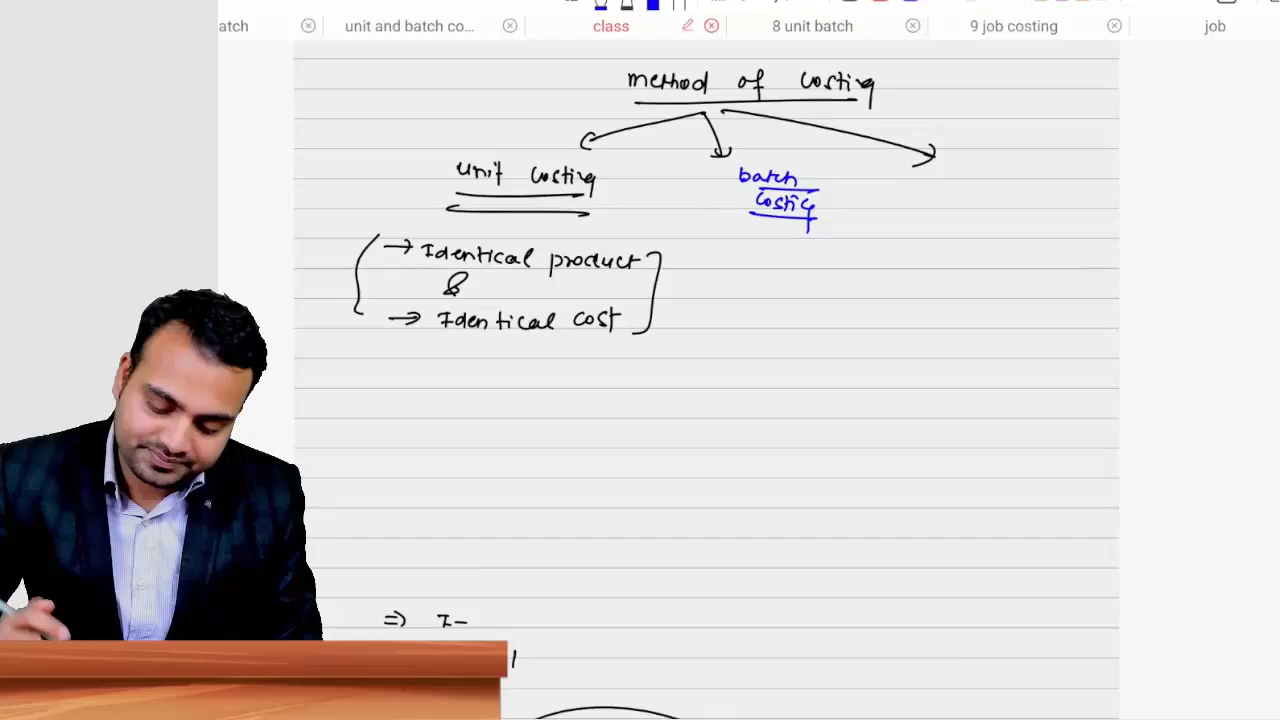 atch
unit and batch co...
class
8 unit batch
9 job costing
job
method of costing
unit costing
batch
costing
→ Identical product
&
→ Identical cost
⇒ I-